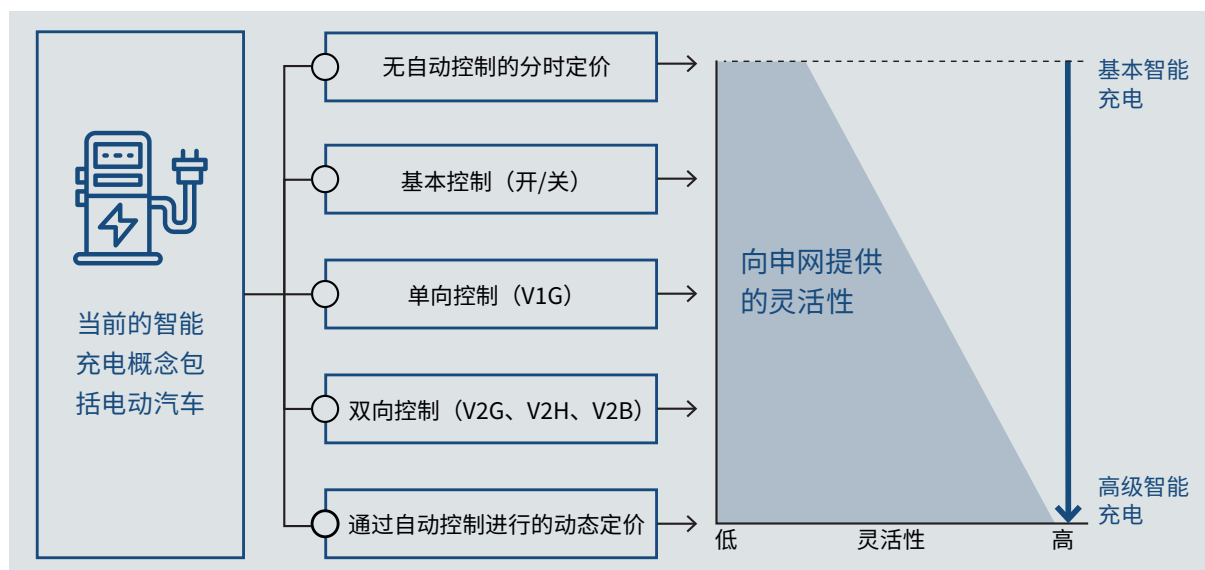 当前的智能
充电概念包
括电动汽车
无自动控制的分时定价
基本控制（开/关）
单向控制（V1G）
双向控制（V2G、V2H、V2B）
通过自动控制进行的动态定价
向申网提供
的灵活性
低
灵活性
高
基本智能
充电
高级智能
充电